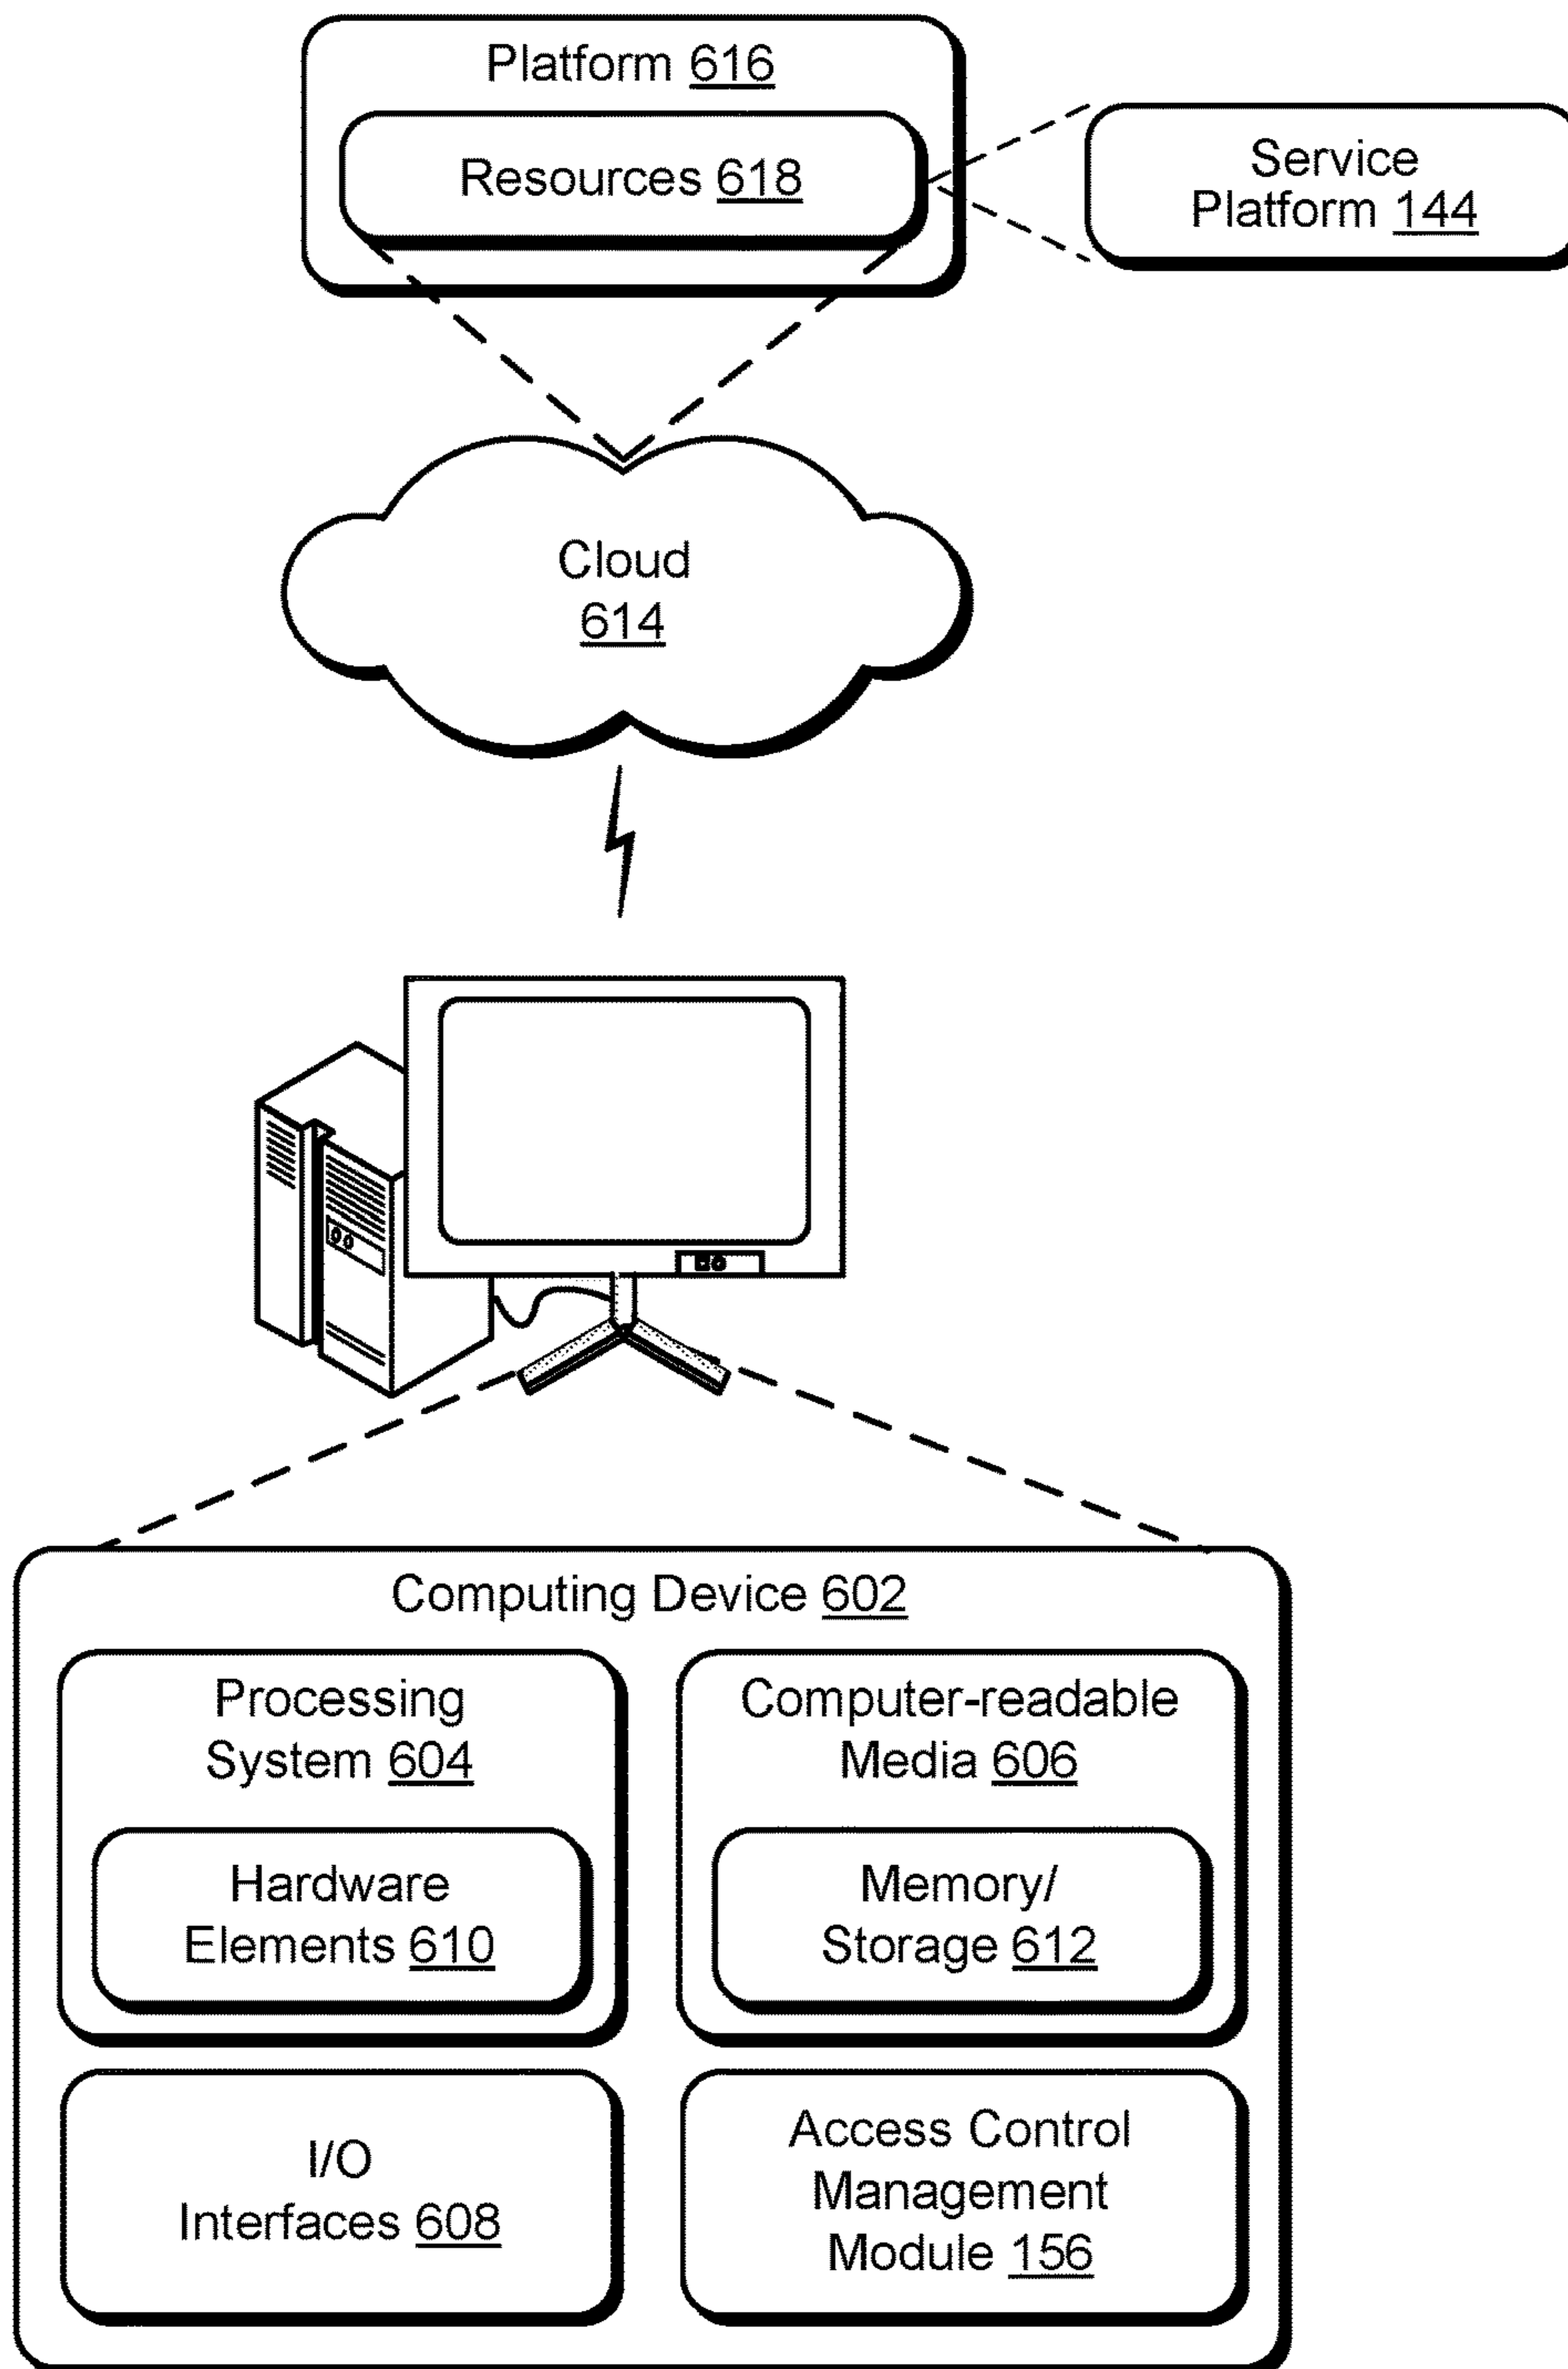 Platform 616
Resources 618
Service
Platform 144
Cloud
614
Computing Device 602
Processing
System 604
Hardware
Elements 610
Computer-readable
Media 606
Memory/
Storage 612
I/O
Interfaces 608
Access Control
Management
Module 156